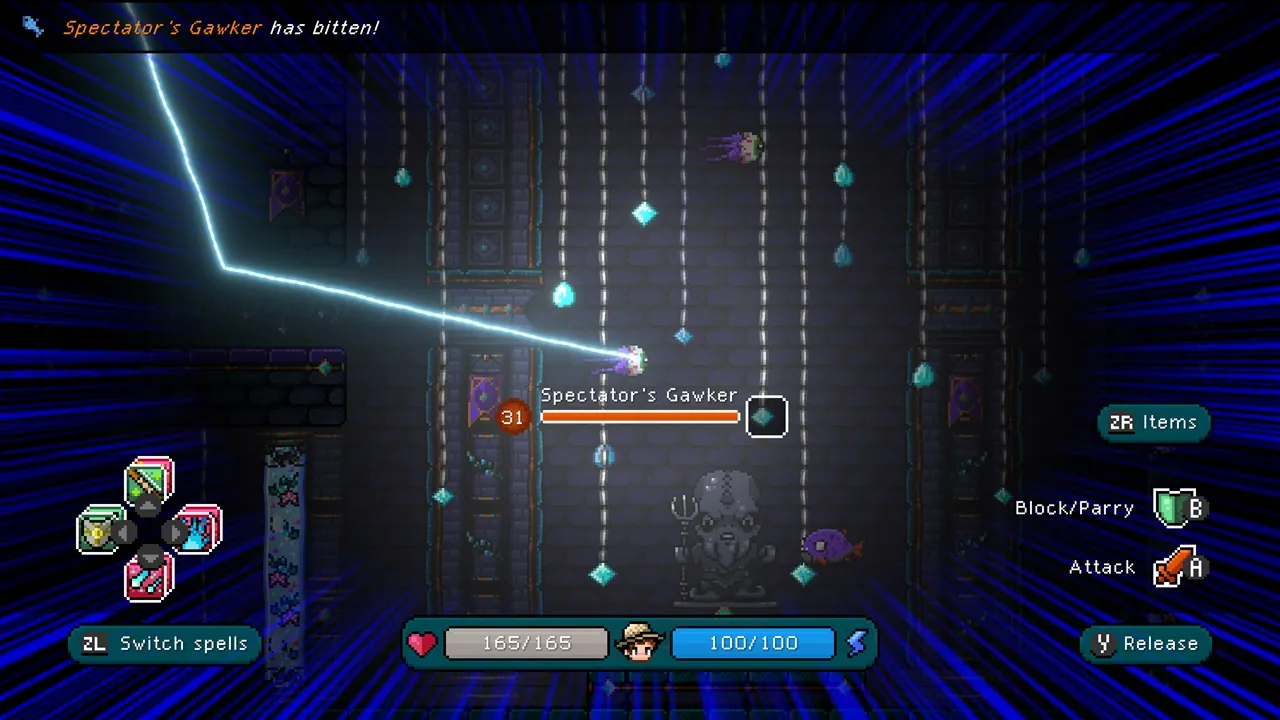 Spectator's Gawker has bitten!
Spectator's Gawker
31
ZR Items
Block/Parry B
Attack A
ZL Switch spells
165/165
100/100
Y Release